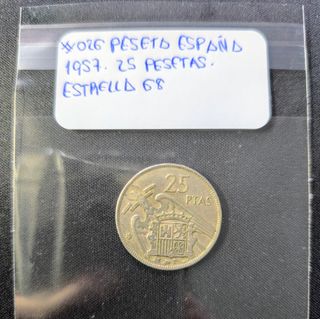 #026 PESETA ESPAÑA
1957. 25 PESETAS.
ESTRELLA 68
25
PTAS